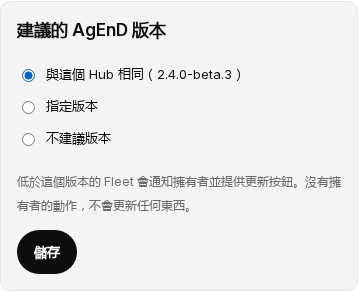 建議的 AgEnD 版本
與這個 Hub 相同（2.4.0-beta.3）
指定版本
不建議版本
低於這個版本的 Fleet 會通知擁有者並提供更新按鈕。沒有擁
有者的動作，不會更新任何東西。
儲存